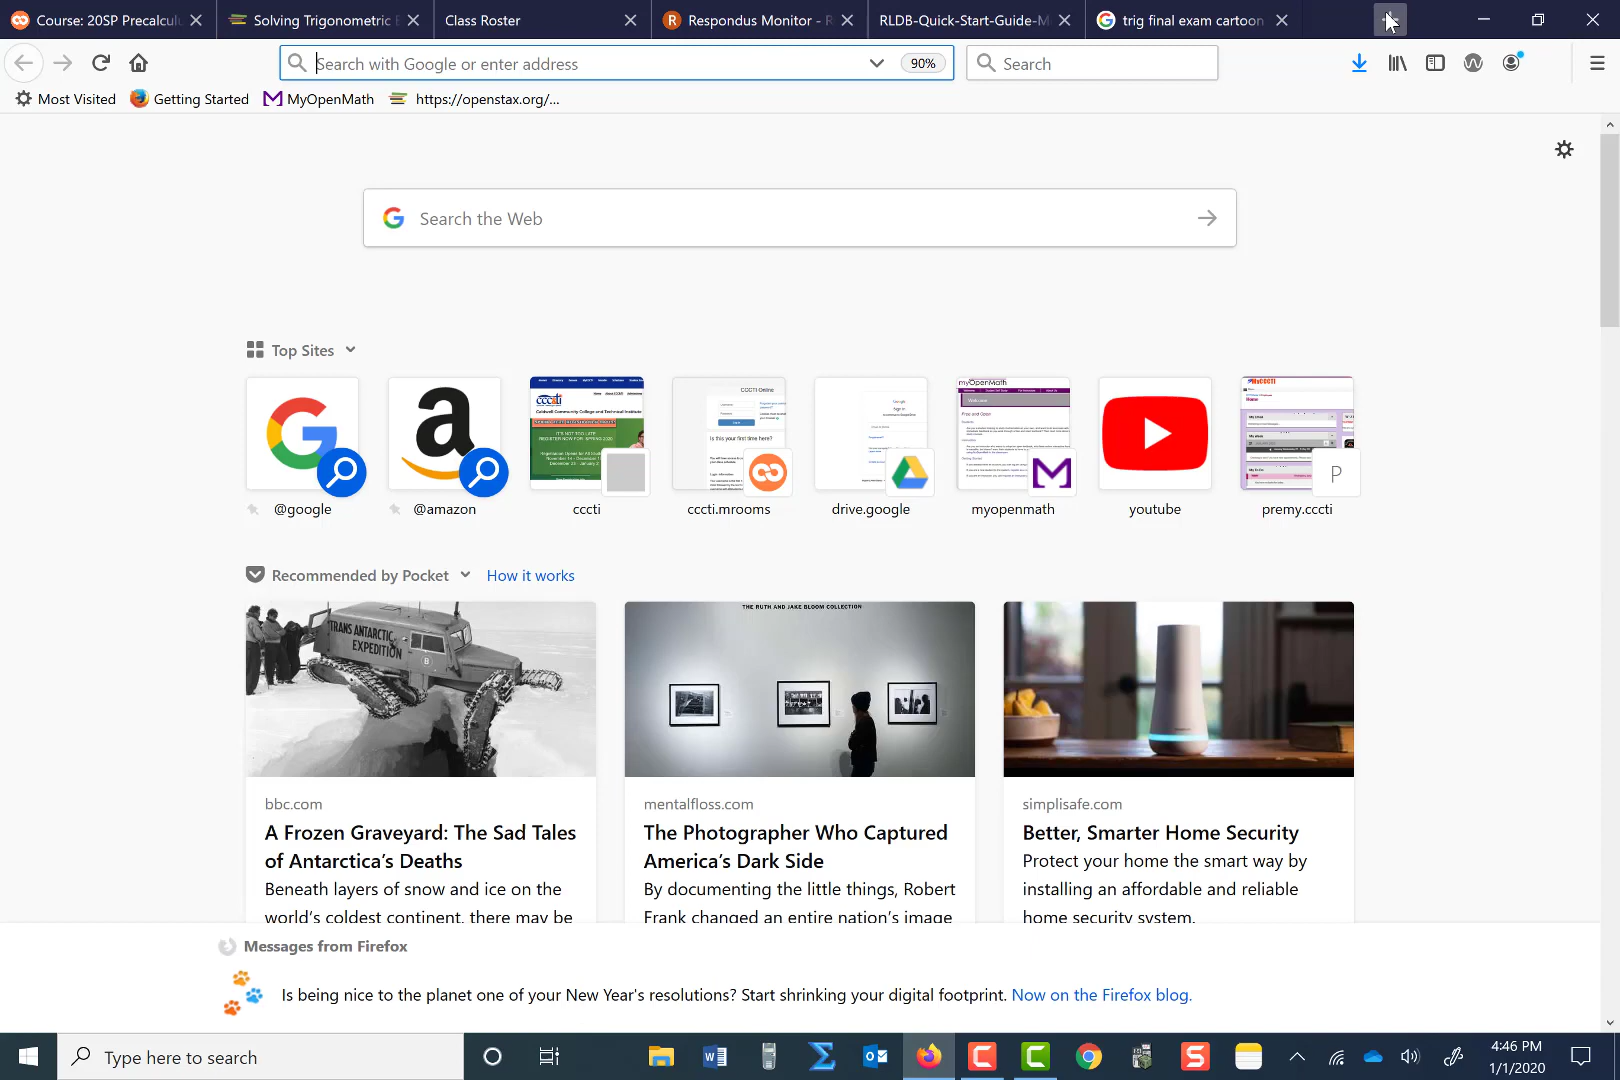 Course: 20SP Precalculu
Solving Trigonometric E
Class Roster
Respondus Monitor - R
RLDB-Quick-Start-Guide-M
trig final exam cartoon
Search with Google or enter address
90%
Search
Most Visited
Getting Started
MyOpenMath
https://openstax.org/...
Search the Web
Top Sites
@google
@amazon
cccti
cccti.mrooms
drive.google
myopenmath
youtube
premy.cccti
Recommended by Pocket
How it works
TRANS ANTARCTIC
EXPEDITION
THE RUTH AND JAKE BLOOM COLLECTION
bbc.com
A Frozen Graveyard: The Sad Tales
of Antarctica’s Deaths
Beneath layers of snow and ice on the
world’s coldest continent, there may be
mentalfloss.com
The Photographer Who Captured
America’s Dark Side
By documenting the little things, Robert
Frank changed an entire nation’s image
simplisafe.com
Better, Smarter Home Security
Protect your home the smart way by
installing an affordable and reliable
home security system.
Messages from Firefox
Is being nice to the planet one of your New Year's resolutions? Start shrinking your digital footprint. Now on the Firefox blog.
Type here to search
4:46 PM
1/1/2020